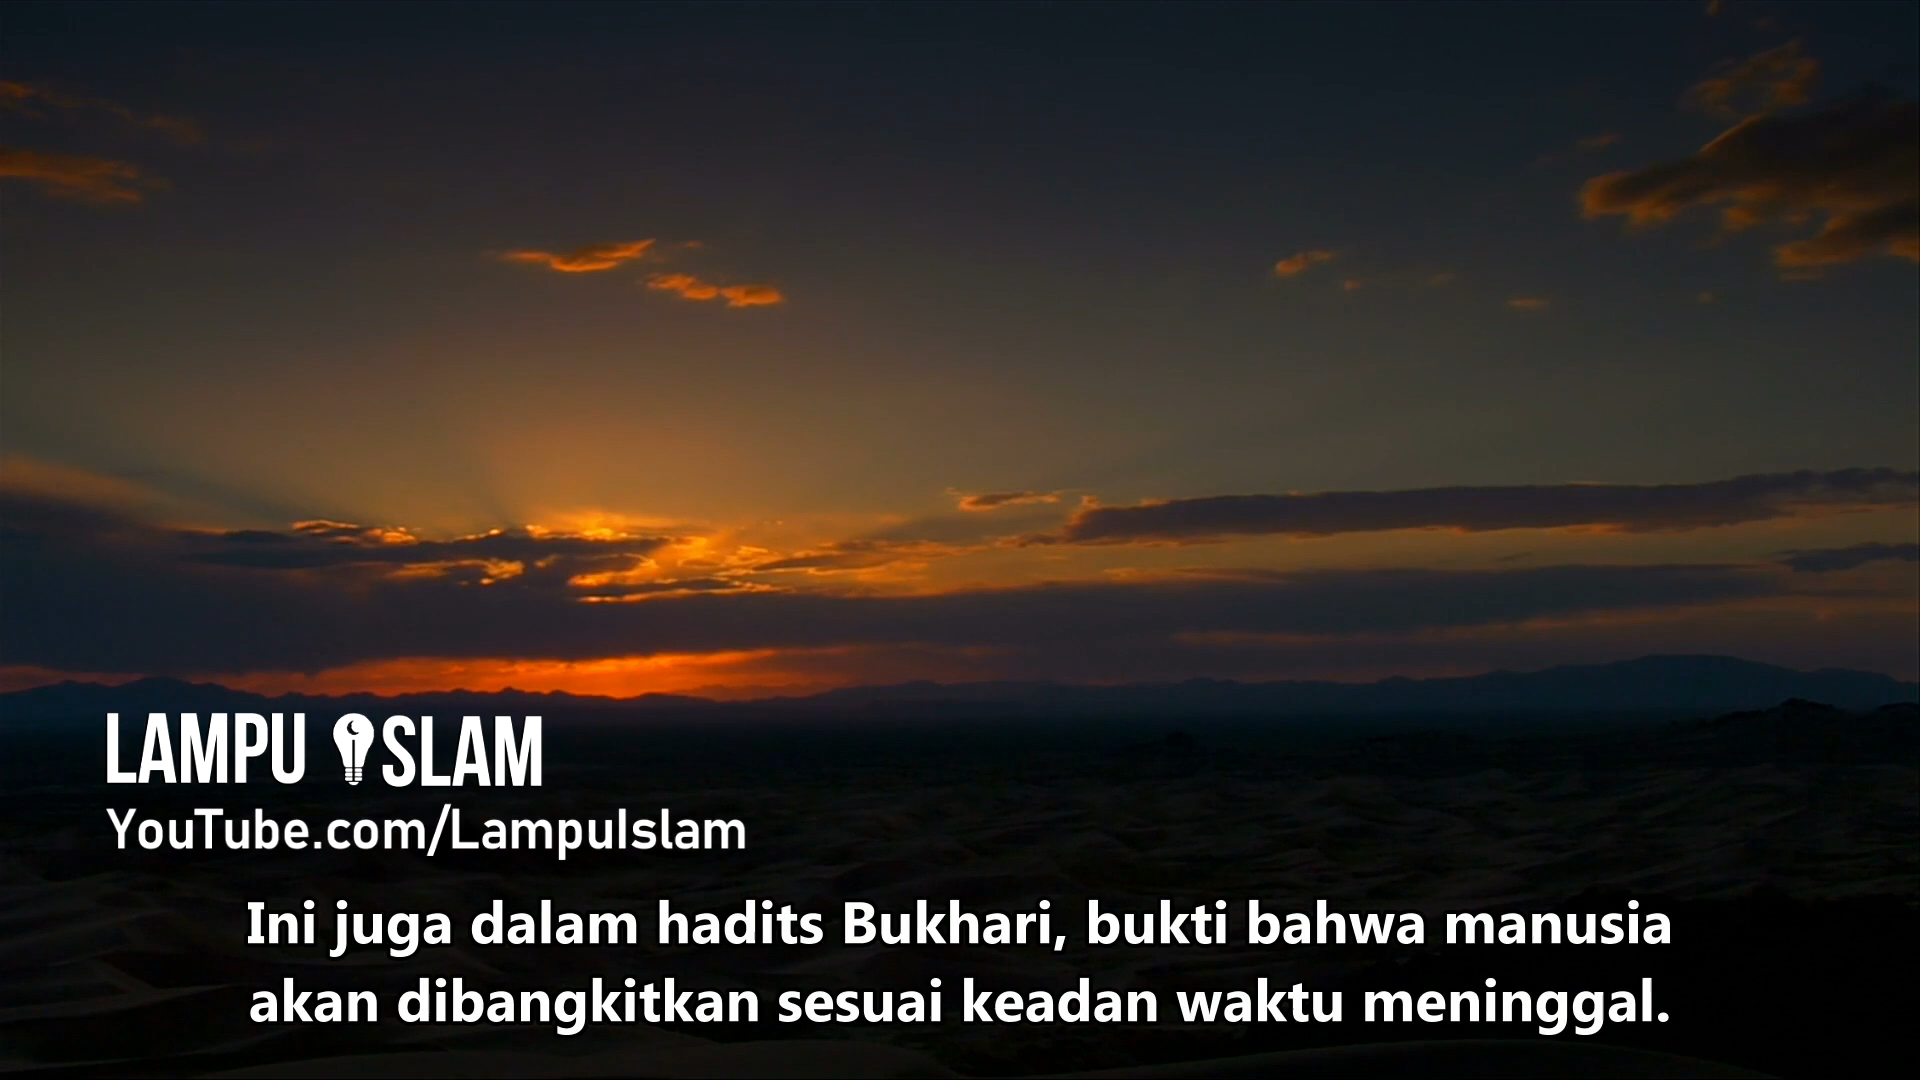 LAMPU ISLAM
YouTube.com/LampuIslam
Ini juga dalam hadits Bukhari, bukti bahwa manusia
akan dibangkitkan sesuai keadan waktu meninggal.